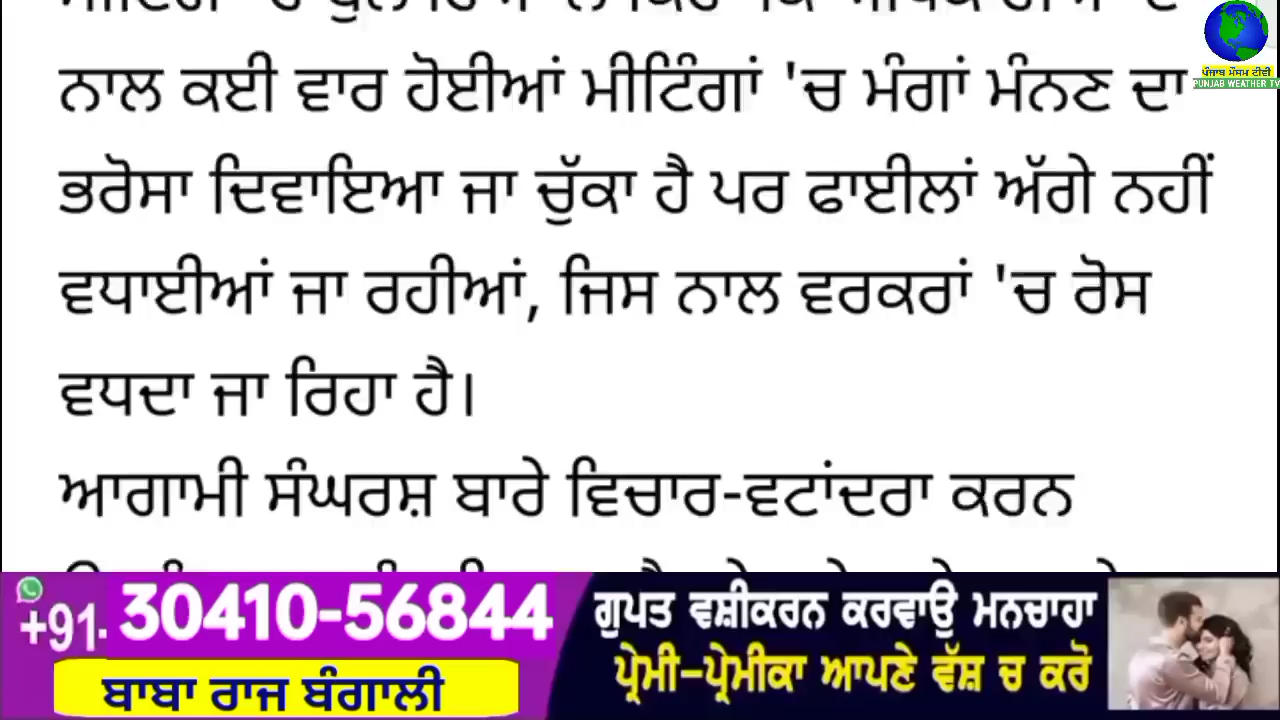 ਨਾਲ ਕਈ ਵਾਰ ਹੋਈਆਂ ਮੀਟਿੰਗਾਂ 'ਚ ਮੰਗਾਂ ਮੰਨਣ ਦਾ
ਭਰੋਸਾ ਦਿਵਾਇਆ ਜਾ ਚੁੱਕਾ ਹੈ ਪਰ ਫਾਈਲਾਂ ਅੱਗੇ ਨਹੀਂ
ਵਧਾਈਆਂ ਜਾ ਰਹੀਆਂ, ਜਿਸ ਨਾਲ ਵਰਕਰਾਂ 'ਚ ਰੋਸ
ਵਧਦਾ ਜਾ ਰਿਹਾ ਹੈ।
ਆਗਾਮੀ ਸੰਘਰਸ਼ ਬਾਰੇ ਵਿਚਾਰ-ਵਟਾਂਦਰਾ ਕਰਨ
ਪੰਜਾਬ ਮੌਸਮ ਟੀਵੀ
PUNJAB WEATHER TV
+91- 30410-56844
ਬਾਬਾ ਰਾਜ ਬੰਗਾਲੀ
ਗੁਪਤ ਵਸ਼ੀਕਰਨ ਕਰਵਾਉ ਮਨਚਾਹਾ
ਪ੍ਰੇਮੀ-ਪ੍ਰੇਮੀਕਾ ਆਪਣੇ ਵੱਸ਼ ਚ ਕਰੋ